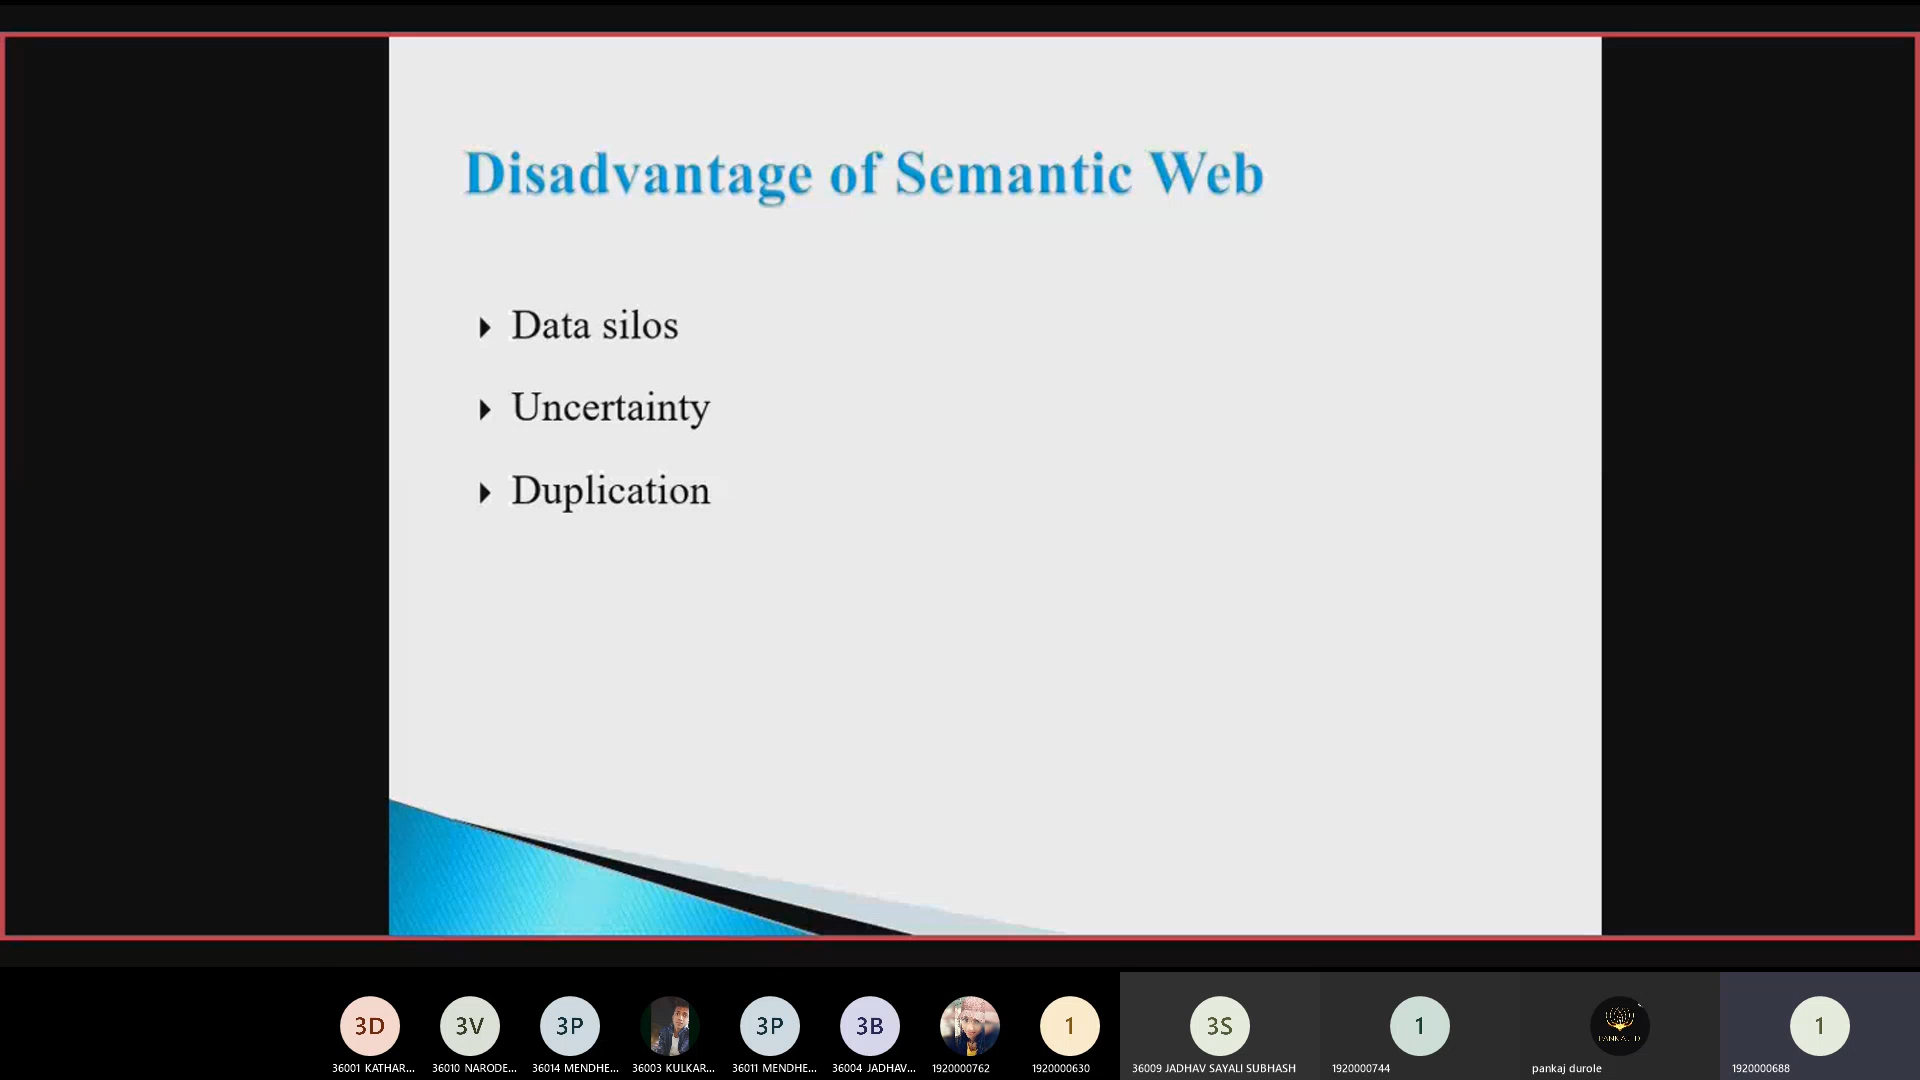 Disadvantage of Semantic Web
Data silos
Uncertainty
Duplication
3D
3V
3P
3P
3B
1
3S
1
PANKAJ D
1
36001 KATHAR...
36010 NARODE...
36014 MENDHE...
36003 KULKAR...
36011 MENDHE...
36004 JADHAV...
1920000762
1920000630
36009 JADHAV SAYALI SUBHASH
1920000744
pankaj durole
1920000688